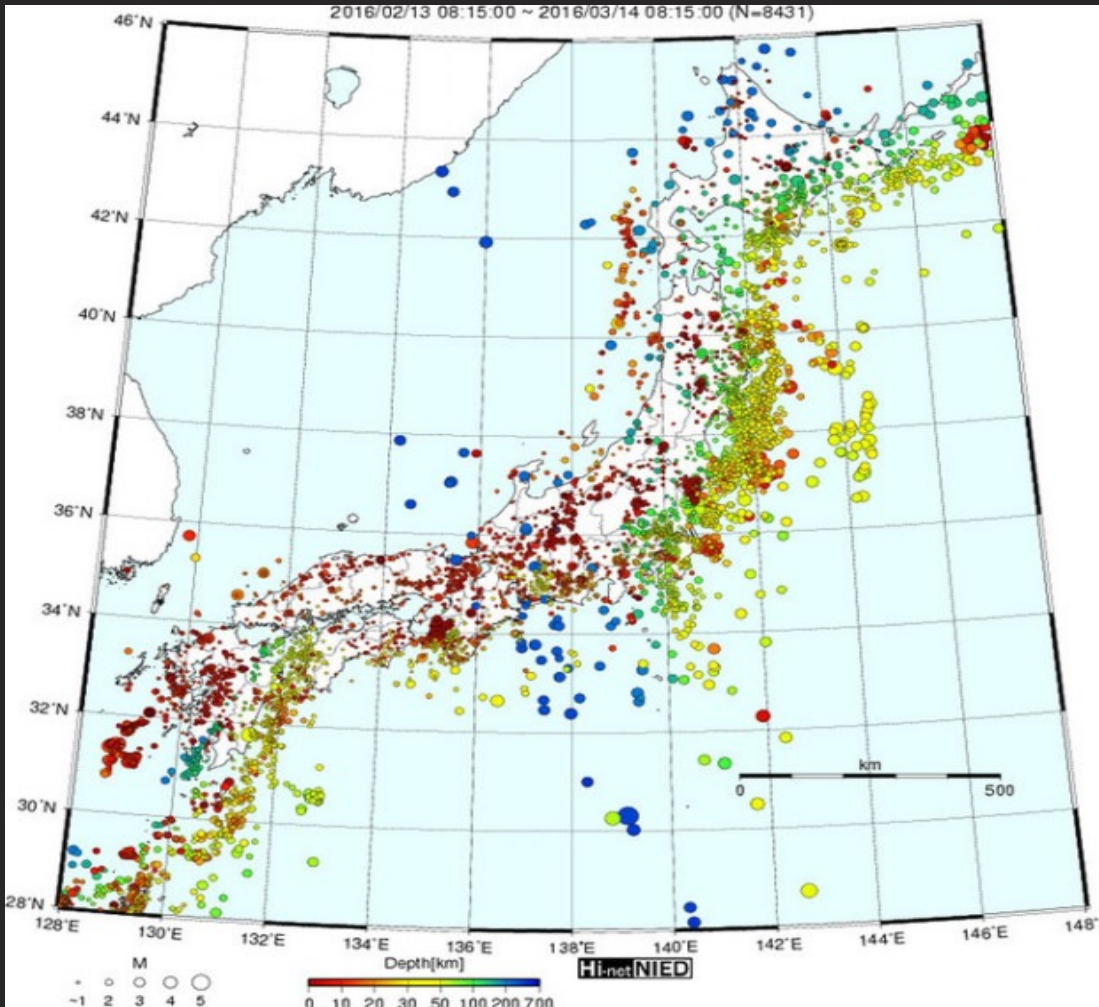 2016/02/13 08:15:00 ~ 2016/03/14 08:15:00 (N=8431)
46°N
44°N
42°N
40°N
38°N
36°N
34°N
32°N
30°N
28°N
km
0 500
128°E 130°E 132°E 134°E 136°E 138°E 140°E 142°E 144°E 146°E 148°
M
~1 2 3 4 5
Depth[km]
0 10 20 30 50 100 200 700
Hi-net NIED